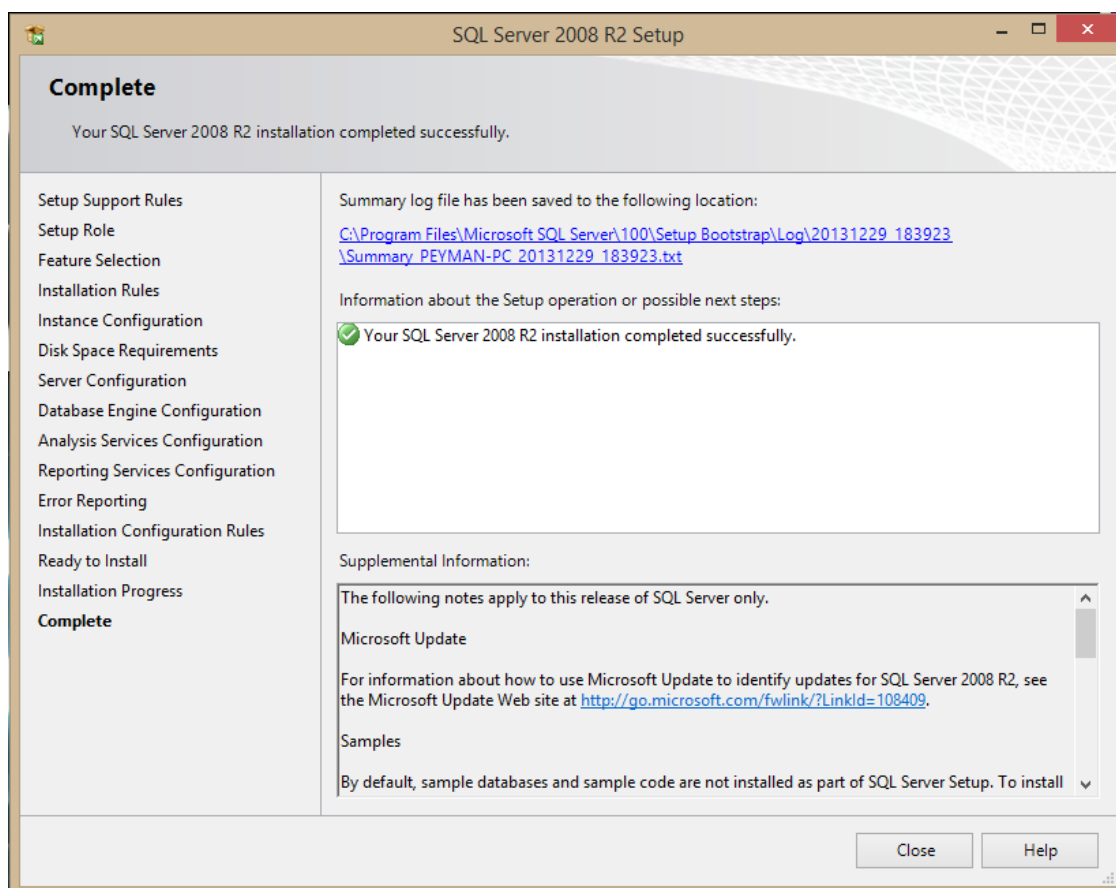 SQL Server 2008 R2 Setup
Complete
Your SQL Server 2008 R2 installation completed successfully.
Setup Support Rules
Setup Role
Feature Selection
Installation Rules
Instance Configuration
Disk Space Requirements
Server Configuration
Database Engine Configuration
Analysis Services Configuration
Reporting Services Configuration
Error Reporting
Installation Configuration Rules
Ready to Install
Installation Progress
Complete
Summary log file has been saved to the following location:
C:\Program Files\Microsoft SQL Server\100\Setup Bootstrap\Log\20131229_183923
\Summary_PEYMAN-PC_20131229_183923.txt
Information about the Setup operation or possible next steps:
Your SQL Server 2008 R2 installation completed successfully.
Supplemental Information:
The following notes apply to this release of SQL Server only.
Microsoft Update
For information about how to use Microsoft Update to identify updates for SQL Server 2008 R2, see
the Microsoft Update Web site at http://go.microsoft.com/fwlink/?LinkId=108409.
Samples
By default, sample databases and sample code are not installed as part of SQL Server Setup. To install
Close
Help